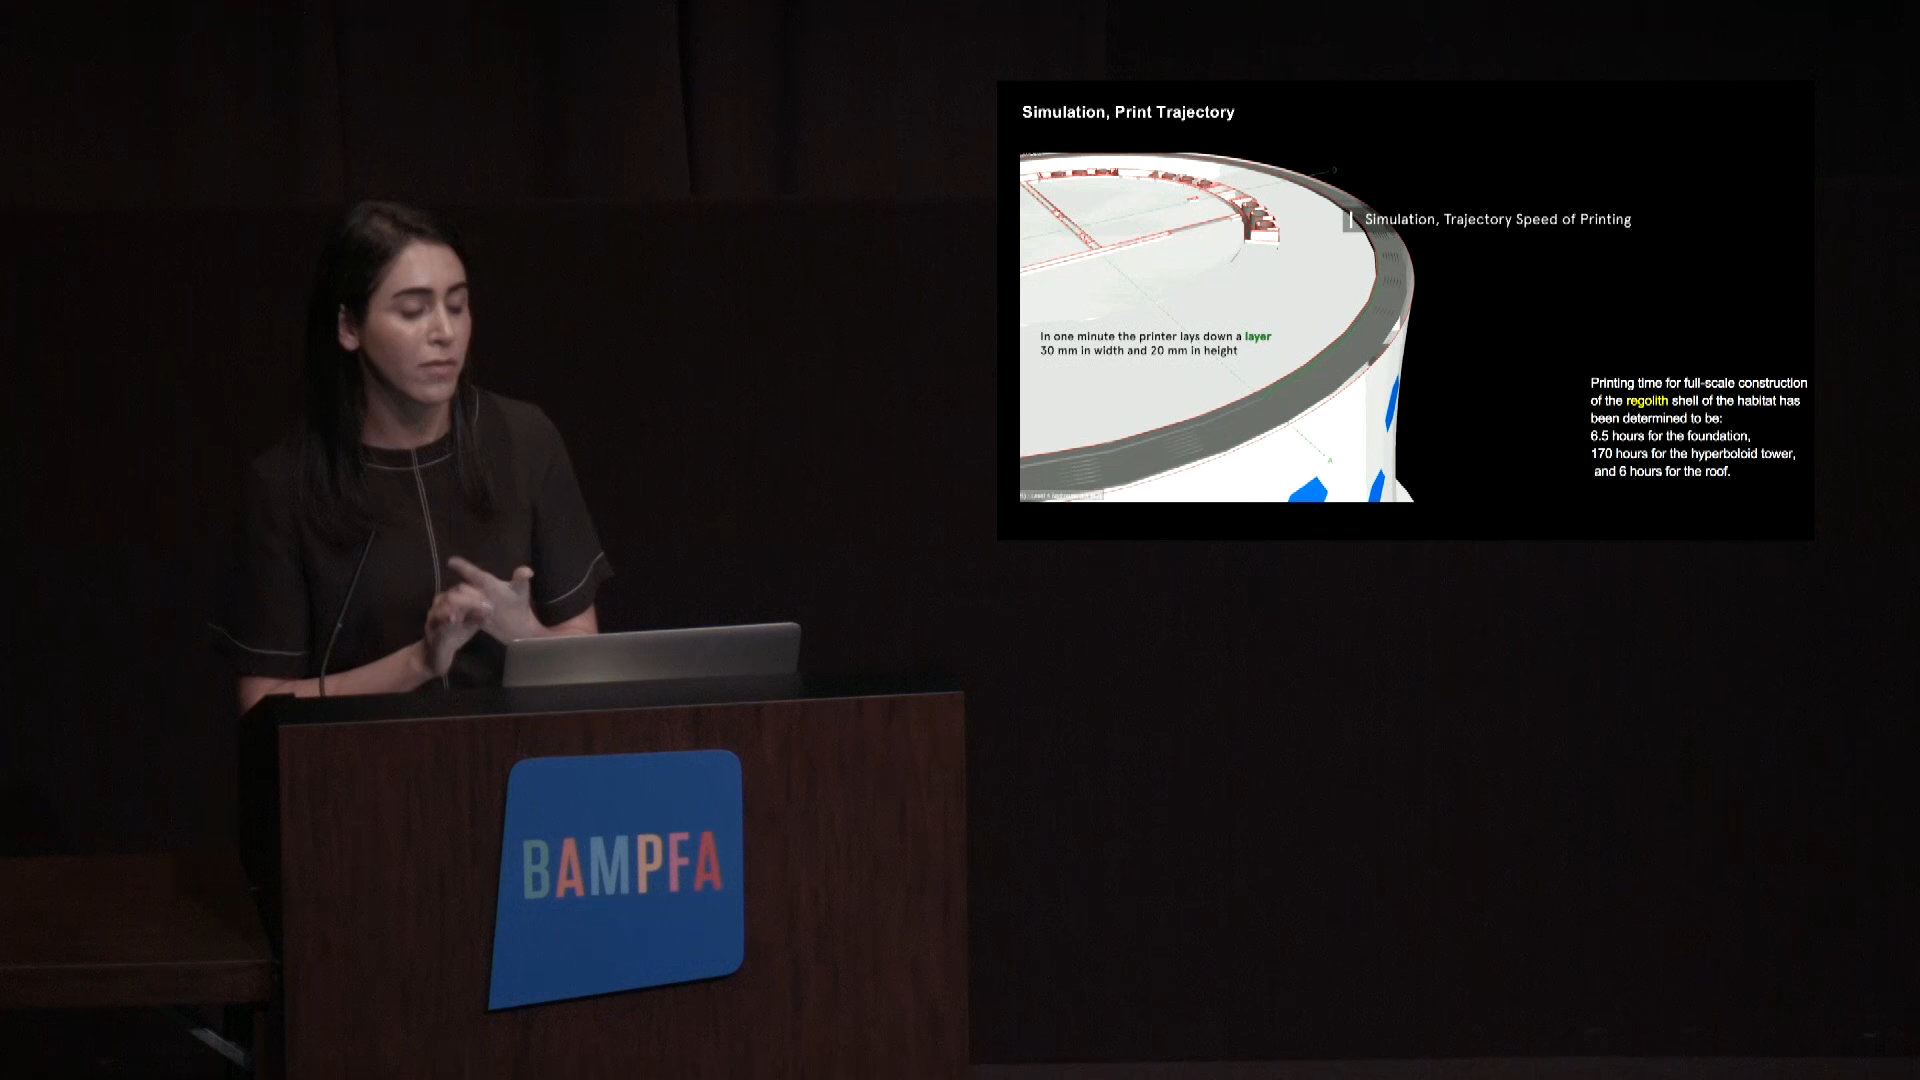 Simulation, Print Trajectory
Simulation, Trajectory Speed of Printing
In one minute the printer lays down a layer
30 mm in width and 20 mm in height
Printing time for full-scale construction
of the regolith shell of the habitat has
been determined to be:
6.5 hours for the foundation,
170 hours for the hyperboloid tower,
and 6 hours for the roof.
BAMPFA